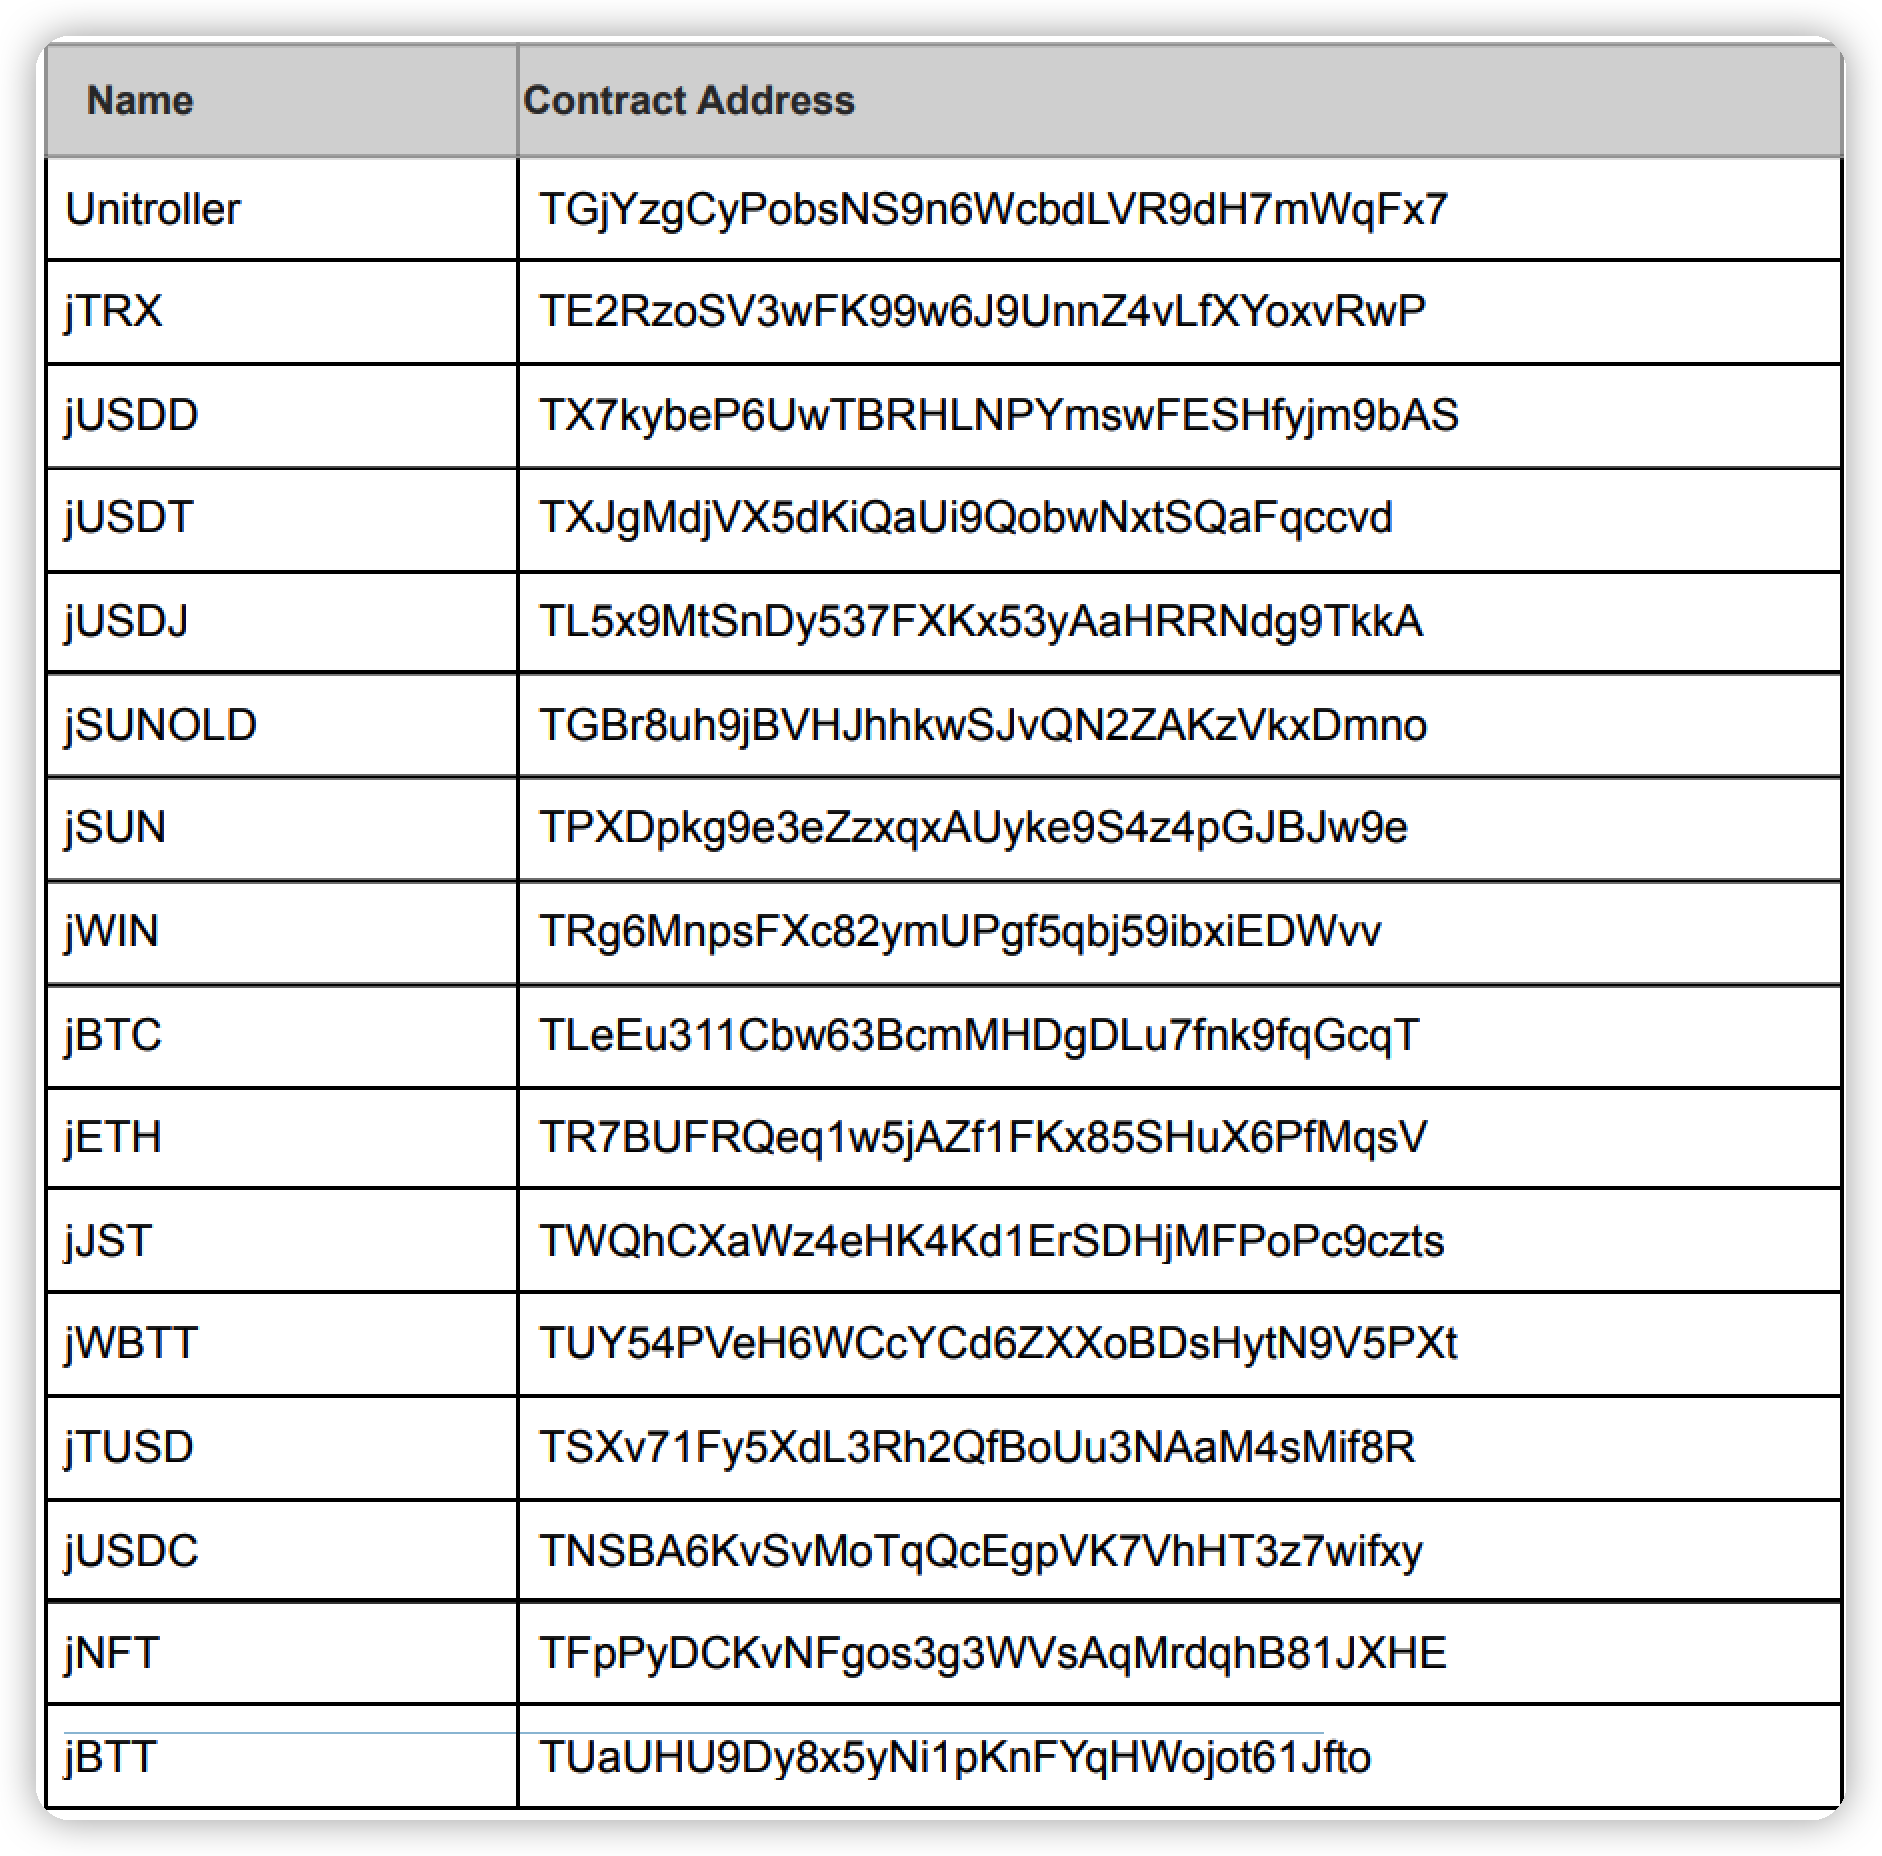 Name Contract Address
Unitroller TGjYzgCyPobsNS9n6WcbdLVR9dH7mWqFx7
jTRX TE2RzoSV3wFK99w6J9UnnZ4vLfXYoxvRwP
jUSDD TX7kybeP6UwTBRHLNPYmswFESHfyjm9bAS
jUSDT TXJgMdjVX5dKiQaUi9QobwNxtSQaFqccvd
jUSDJ TL5x9MtSnDy537FXKx53yAaHRRNdg9TkkA
jSUNOLD TGBr8uh9jBVHJhhkwSJvQN2ZAKzVkxDmno
jSUN TPXDpkg9e3eZzxqxAUyke9S4z4pGJBJw9e
jWIN TRg6MnpsFXc82ymUPgf5qbj59ibxiEDWvv
jBTC TLeEu311Cbw63BcmMHDgDLu7fnk9fqGcqT
jETH TR7BUFRQeq1w5jAZf1FKx85SHuX6PfMqsV
jJST TWQhCXaWz4eHK4Kd1ErSDHjMFPoPc9czts
jWBTT TUY54PVeH6WCcYCd6ZXXoBDsHytN9V5PXt
jTUSD TSXv71Fy5XdL3Rh2QfBoUu3NAaM4sMif8R
jUSDC TNSBA6KvSvMoTqQcEgpVK7VhHT3z7wifxy
jNFT TFpPyDCKvNFgos3g3WVsAqMrdqhB81JXHE
jBTT TUaUHU9Dy8x5yNi1pKnFYqHWojot61Jfto